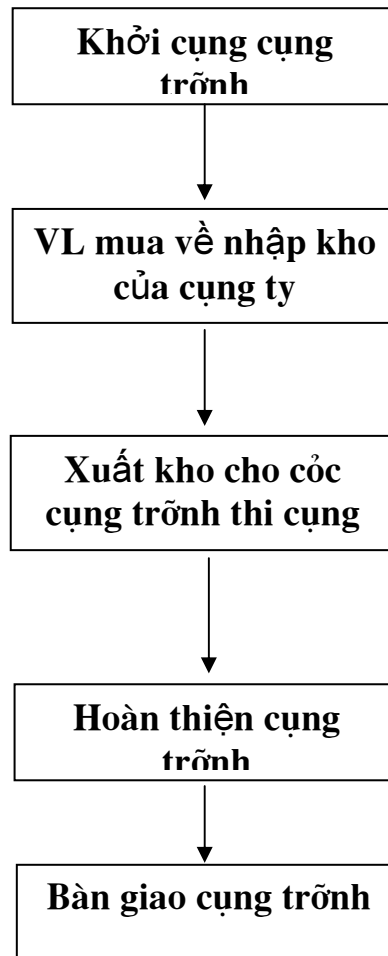 Khởi cụng cụng
trỡnh
VL mua về nhập kho
của cụng ty
Xuất kho cho cỏc
cụng trỡnh thi cụng
Hoàn thiện cụng
trỡnh
Bàn giao cụng trỡnh